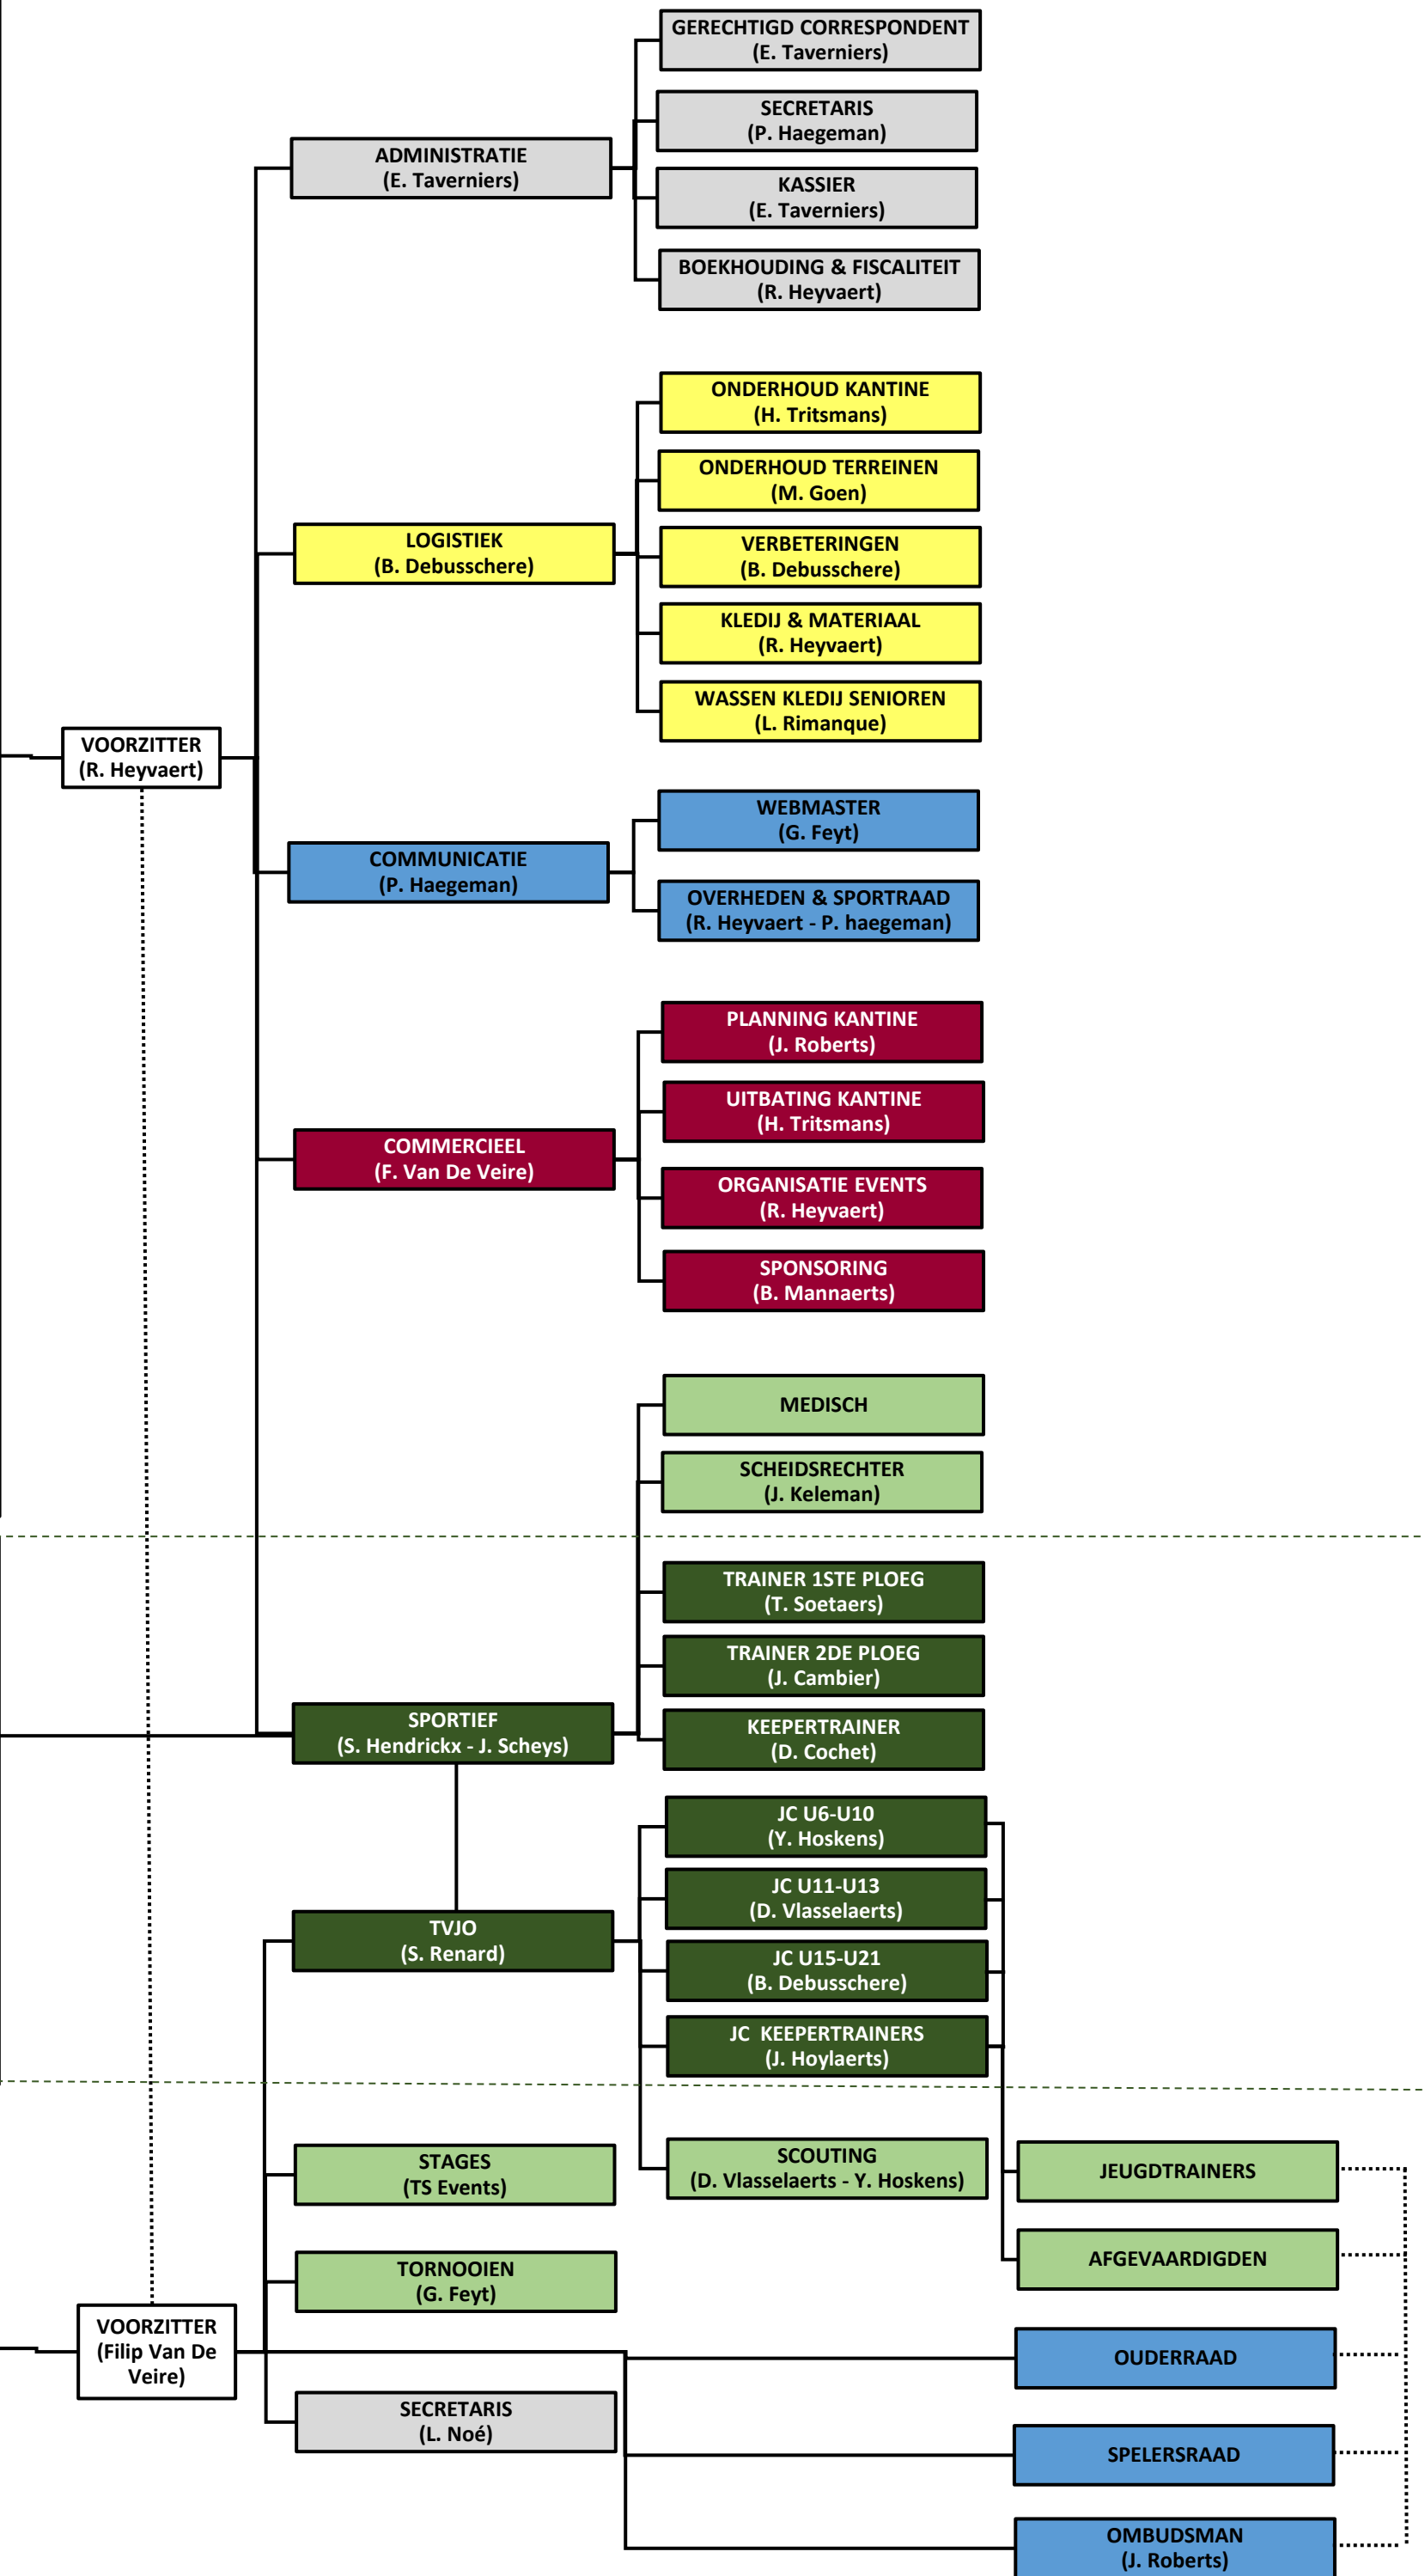 GERECHTIGD CORRESPONDENT
(E. Taverniers)
SECRETARIS
(P. Haegeman)
ADMINISTRATIE
(E. Taverniers)
KASSIER
(E. Taverniers)
BOEKHOUDING & FISCALITEIT
(R. Heyvaert)
ONDERHOUD KANTINE
(H. Tritsmans)
ONDERHOUD TERREINEN
(M. Goen)
LOGISTIEK
(B. Debusschere)
VERBETERINGEN
(B. Debusschere)
KLEDIJ & MATERIAAL
(R. Heyvaert)
WASSEN KLEDIJ SENIOREN
(L. Rimanque)
VOORZITTER
(R. Heyvaert)
WEBMASTER
(G. Feyt)
COMMUNICATIE
(P. Haegeman)
OVERHEDEN & SPORTRAAD
(R. Heyvaert - P. haegeman)
PLANNING KANTINE
(J. Roberts)
UITBATING KANTINE
(H. Tritsmans)
COMMERCIEEL
(F. Van De Veire)
ORGANISATIE EVENTS
(R. Heyvaert)
SPONSORING
(B. Mannaerts)
MEDISCH
SCHEIDSRECHTER
(J. Keleman)
TRAINER 1STE PLOEG
(T. Soetaers)
TRAINER 2DE PLOEG
(J. Cambier)
SPORTIEF
(S. Hendrickx - J. Scheys)
KEEPERTRAINER
(D. Cochet)
JC U6-U10
(Y. Hoskens)
JC U11-U13
(D. Vlasselaerts)
TVJO
(S. Renard)
JC U15-U21
(B. Debusschere)
JC  KEEPERTRAINERS
(J. Hoylaerts)
STAGES
(TS Events)
SCOUTING
(D. Vlasselaerts - Y. Hoskens)
JEUGDTRAINERS
AFGEVAARDIGDEN
TORNOOIEN
(G. Feyt)
VOORZITTER
(Filip Van De
Veire)
OUDERRAAD
SECRETARIS
(L. Noé)
SPELERSRAAD
OMBUDSMAN
(J. Roberts)